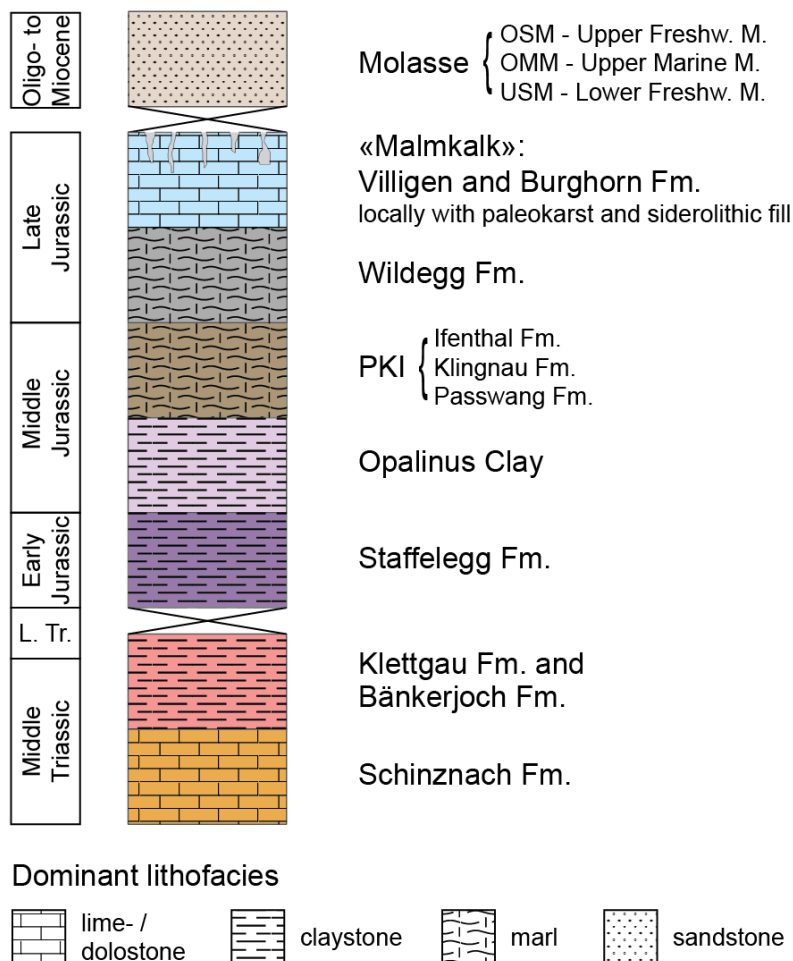 Oligo- to
Miocene
Molasse
OSM - Upper Freshw. M.
OMM - Upper Marine M.
USM - Lower Freshw. M.
Late
Jurassic
«Malmkalk»:
Villigen and Burghorn Fm.
locally with paleokarst and siderolithic fill
Wildegg Fm.
Middle
Jurassic
PKI
Ifenthal Fm.
Klingnau Fm.
Passwang Fm.
Opalinus Clay
Early
Jurassic
Staffelegg Fm.
L. Tr.
Klettgau Fm. and
Bänkerjoch Fm.
Middle
Triassic
Schinznach Fm.
Dominant lithofacies
lime- /
dolostone
claystone
marl
sandstone